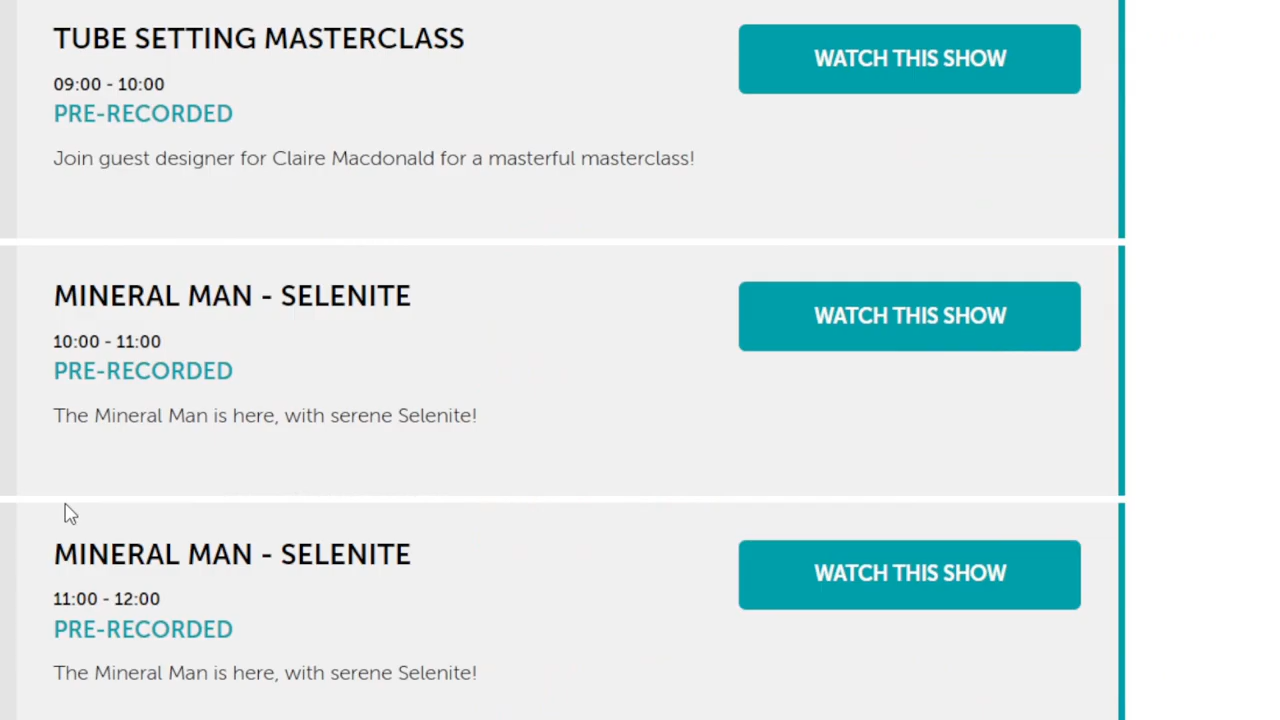 TUBE SETTING MASTERCLASS
WATCH THIS SHOW
09:00 - 10:00
PRE-RECORDED
Join guest designer for Claire Macdonald for a masterful masterclass!
MINERAL MAN - SELENITE
WATCH THIS SHOW
10:00 - 11:00
PRE-RECORDED
The Mineral Man is here, with serene Selenite!
MINERAL MAN - SELENITE
WATCH THIS SHOW
11:00 - 12:00
PRE-RECORDED
The Mineral Man is here, with serene Selenite!